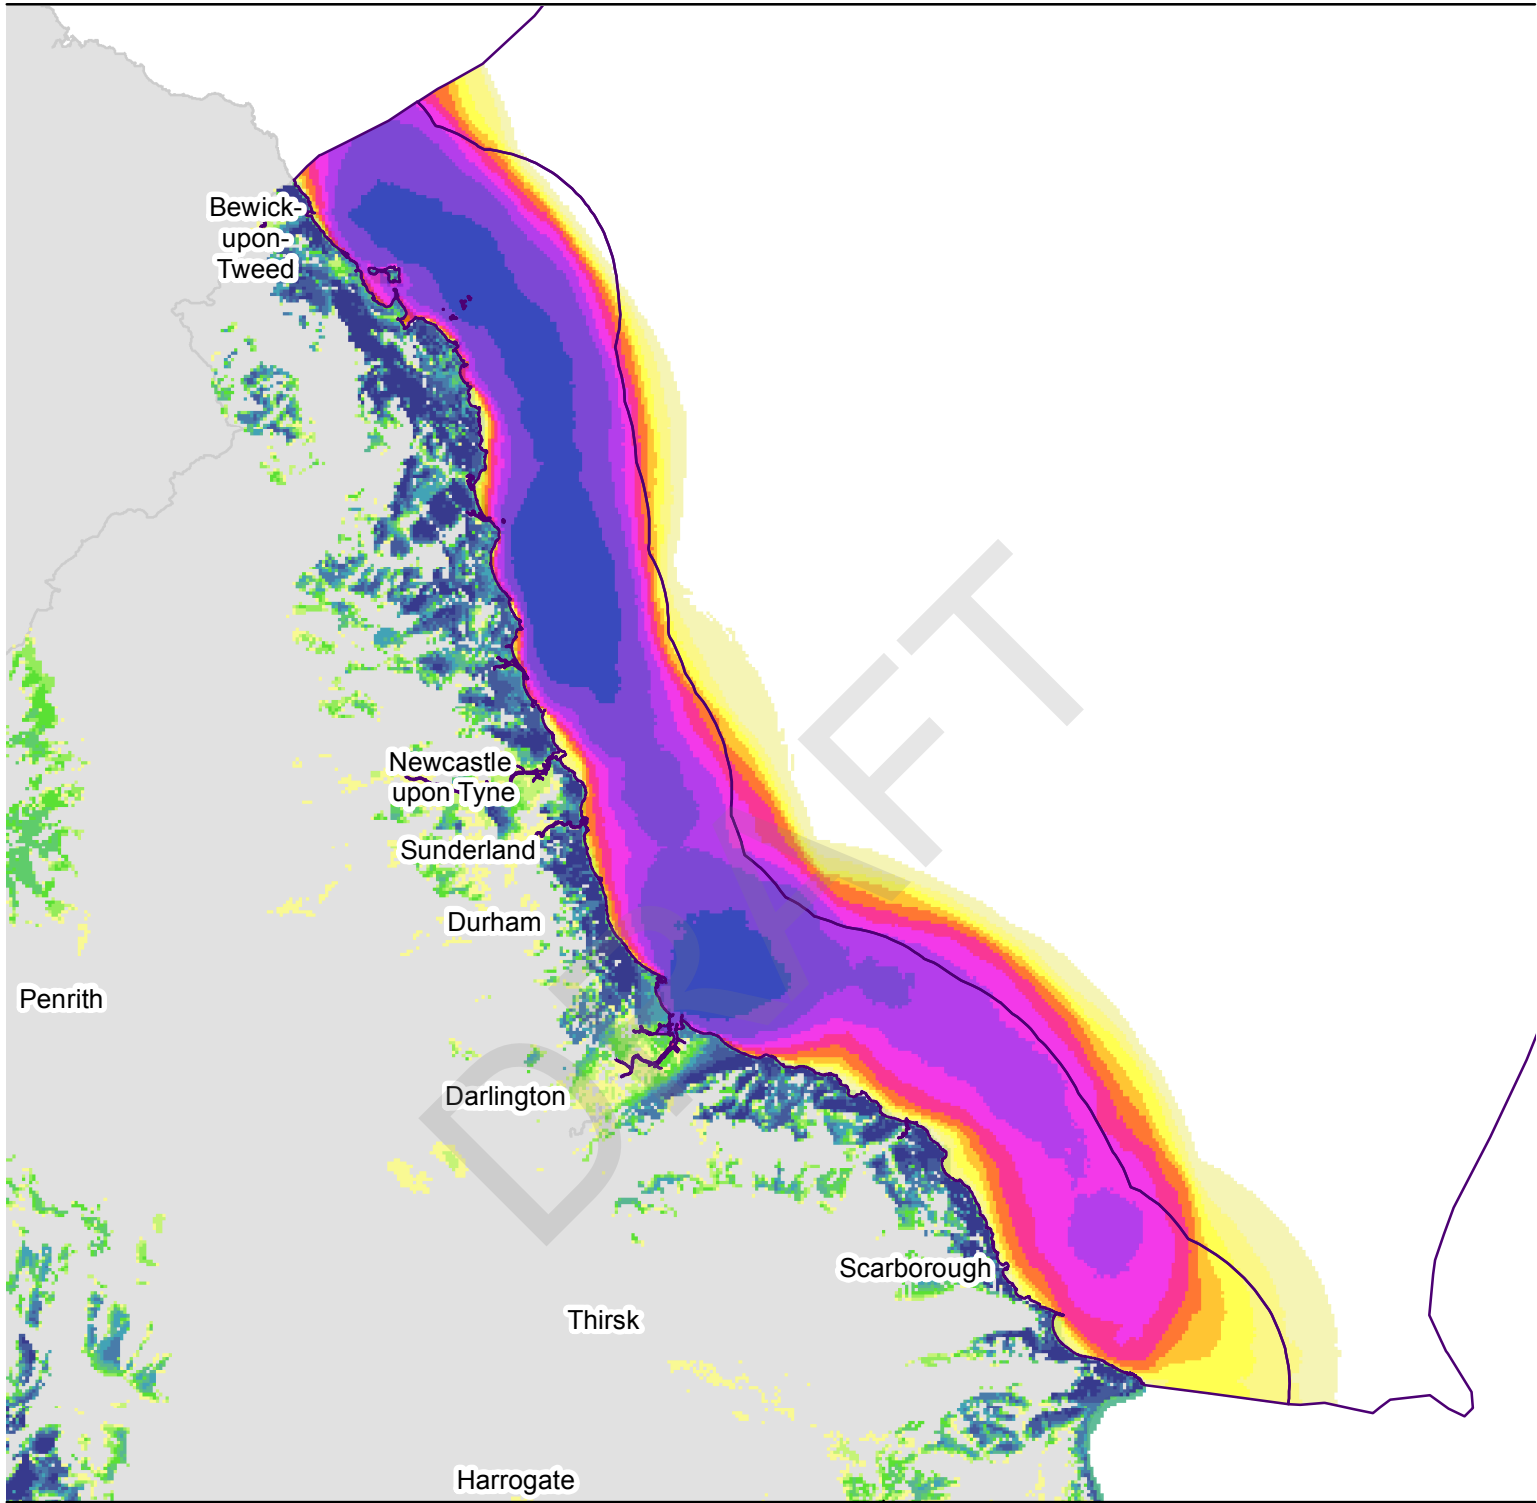 Bewick-
upon-
Tweed
Newcastle
upon Tyne
Sunderland
Durham
Penrith
Darlington
Scarborough
Thirsk
Harrogate
DRAFT